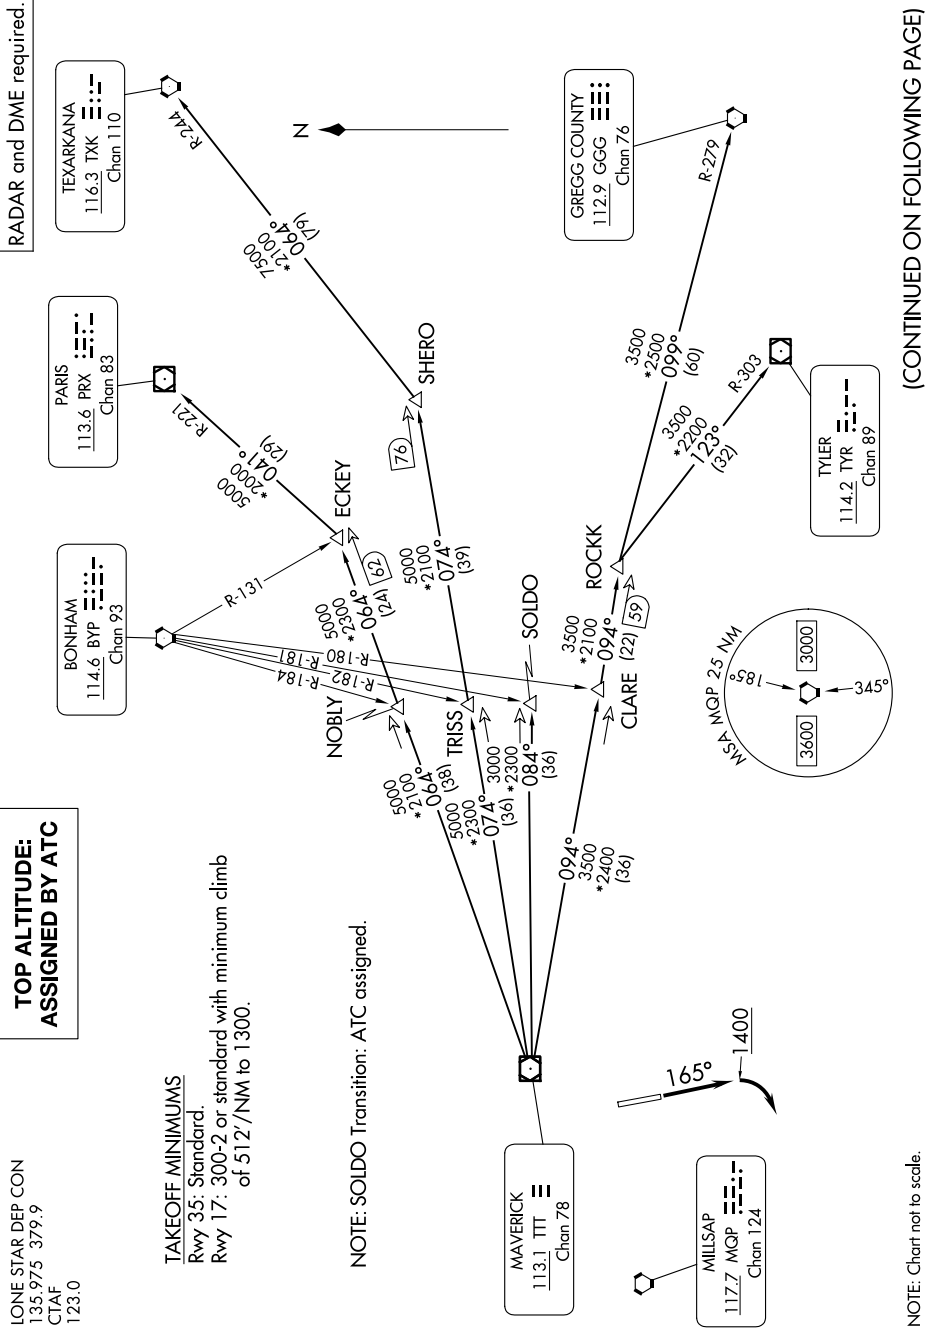 LONE STAR DEP CON
135.975 379.9
CTAF
123.0
TOP ALTITUDE:
ASSIGNED BY ATC
RADAR and DME required.
TAKEOFF MINIMUMS
Rwy 35: Standard.
Rwy 17: 300-2 or standard with minimum climb
of 512'/NM to 1300.
NOTE: SOLDO Transition: ATC assigned.
BONHAM
114.6 BYP
Chan 93
PARIS
113.6 PRX
Chan 83
TEXARKANA
116.3 TXK
Chan 110
R-184
R-182
R-181
R-180
R-131
R-221
R-244
N
NOBLY
5000
*2100
064°
(38)
5000
*2300
064°
(24)
62
ECKEY
5000
*2000
041°
(29)
TRISS
5000
*2300
074°
(36)
5000
*2100
074°
(39)
76
SHERO
7500
*2100
064°
(79)
SOLDO
3000
*2300
084°
(36)
CLARE
094°
3500
*2400
(36)
3500
*2100
094°
(22)
59
ROCKK
3500
*2500
099°
(60)
R-279
3500
*2200
123°
(32)
R-303
GREGG COUNTY
112.9 GGG
Chan 76
TYLER
114.2 TYR
Chan 89
MAVERICK
113.1 TTT
Chan 78
MILLSAP
117.7 MQP
Chan 124
165°
1400
MSA MQP 25 NM
185°
3600
3000
345°
NOTE: Chart not to scale.
(CONTINUED ON FOLLOWING PAGE)